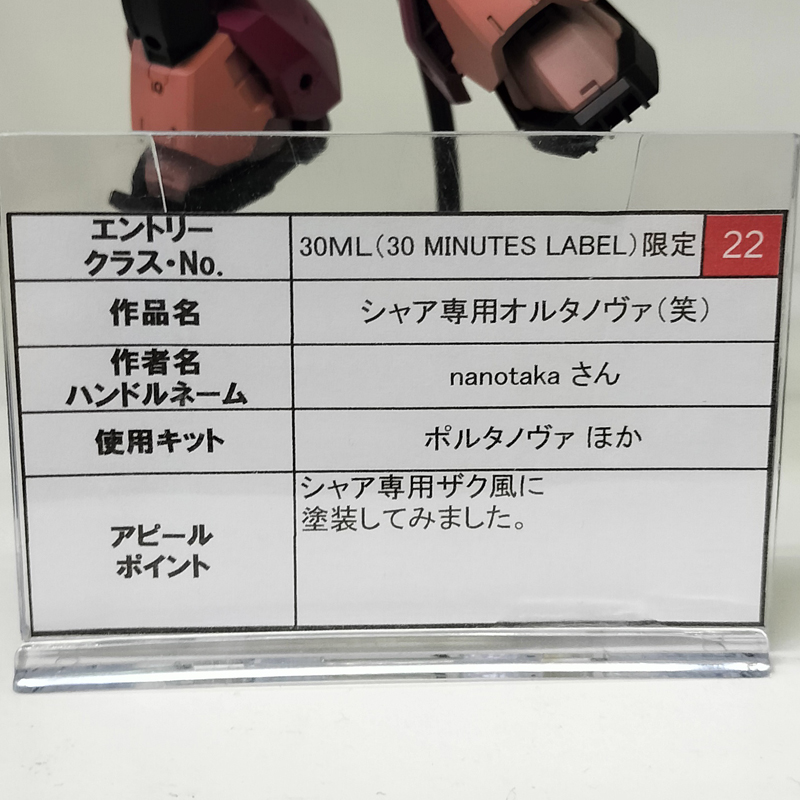 エントリー
クラス・No.
30ML(30 MINUTES LABEL)限定
22
作品名
シャア専用オルタノヴァ(笑)
作者名
ハンドルネーム
nanotaka さん
使用キット
ポルタノヴァ ほか
アピール
ポイント
シャア専用ザク風に
塗装してみました。